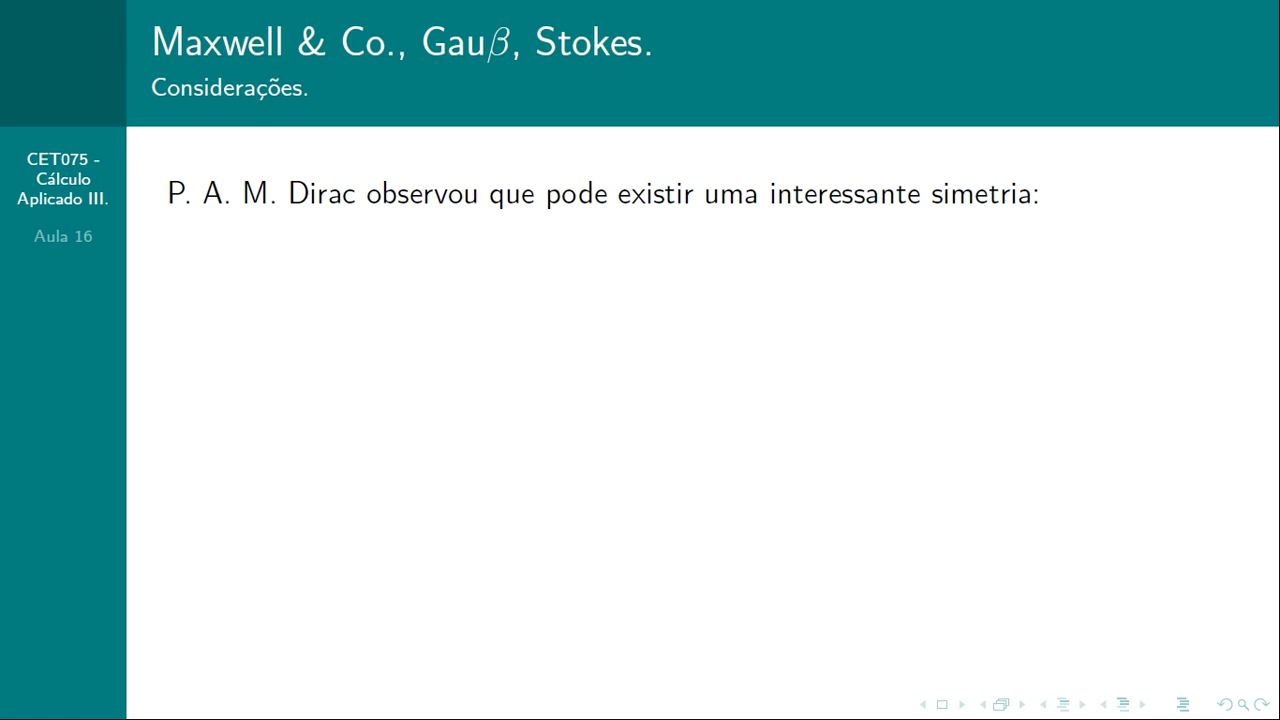 Maxwell & Co., Gauβ, Stokes.
Considerações.
CET075 -
Cálculo
Aplicado III.
Aula 16
P. A. M. Dirac observou que pode existir uma interessante simetria: